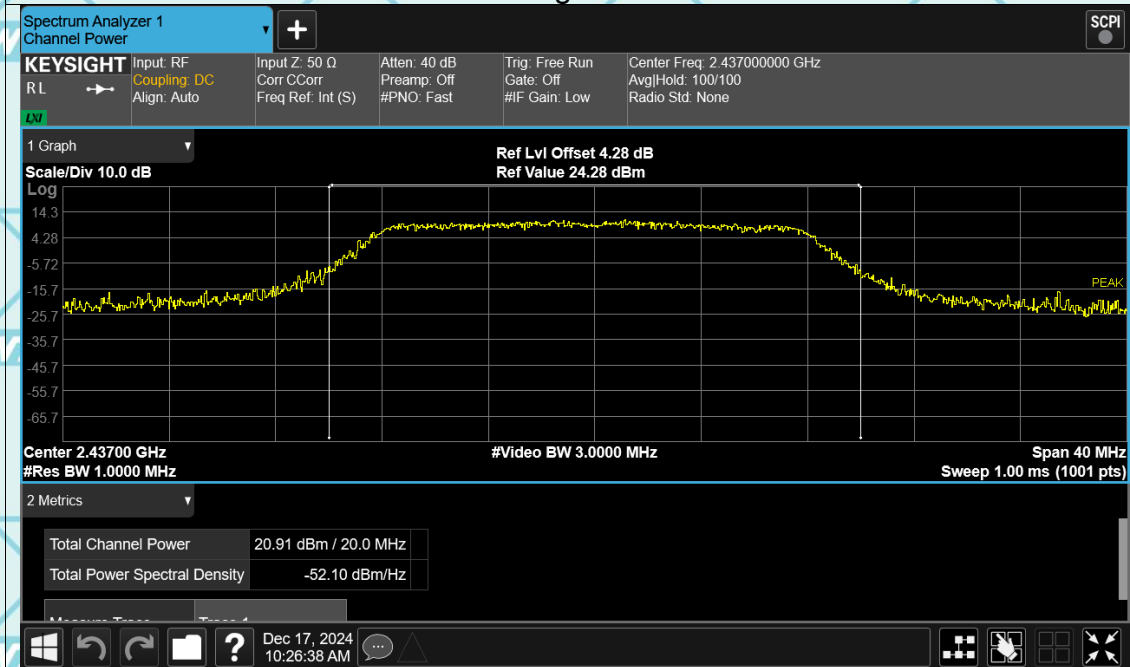 Spectrum Analyzer 1
Channel Power
+
SCPI
KEYSIGHT
RL
LXI
Input: RF
Coupling: DC
Align: Auto
Input Z: 50 Ω
Corr CCorr
Freq Ref: Int (S)
Atten: 40 dB
Preamp: Off
#PNO: Fast
Trig: Free Run
Gate: Off
#IF Gain: Low
Center Freq: 2.437000000 GHz
Avg|Hold: 100/100
Radio Std: None
1 Graph
Scale/Div 10.0 dB
Ref Lvl Offset 4.28 dB
Ref Value 24.28 dBm
Log
14.3
4.28
-5.72
-15.7
-25.7
-35.7
-45.7
-55.7
-65.7
PEAK
Center 2.43700 GHz
#Res BW 1.0000 MHz
#Video BW 3.0000 MHz
Span 40 MHz
Sweep 1.00 ms (1001 pts)
2 Metrics
Total Channel Power 20.91 dBm / 20.0 MHz
Total Power Spectral Density -52.10 dBm/Hz
?
Dec 17, 2024
10:26:38 AM